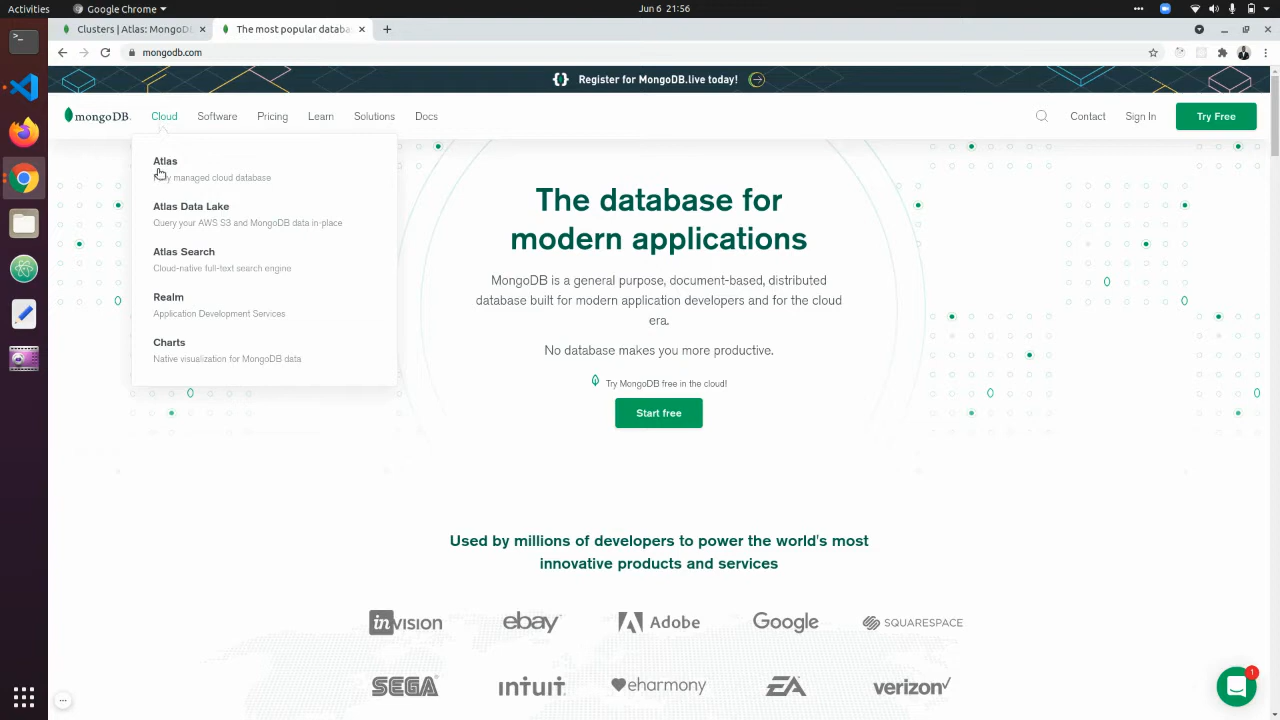 Activities
Google Chrome
Jun 6 21:56
Clusters | Atlas: MongoD
The most popular databa
mongodb.com
Register for MongoDB.live today!
mongoDB.
Cloud
Software
Pricing
Learn
Solutions
Docs
Contact
Sign In
Try Free
Atlas
managed cloud database
Atlas Data Lake
Query your AWS S3 and MongoDB data in-place
Atlas Search
Cloud-native full-text search engine
Realm
Application Development Services
Charts
Native visualization for MongoDB data
The database for
modern applications
MongoDB is a general purpose, document-based, distributed
database built for modern application developers and for the cloud
era.
No database makes you more productive.
Try MongoDB free in the cloud!
Start free
Used by millions of developers to power the world's most
innovative products and services
invision
ebay
Adobe
Google
SQUARESPACE
SEGA
intuit
eharmony
EA
verizon
1